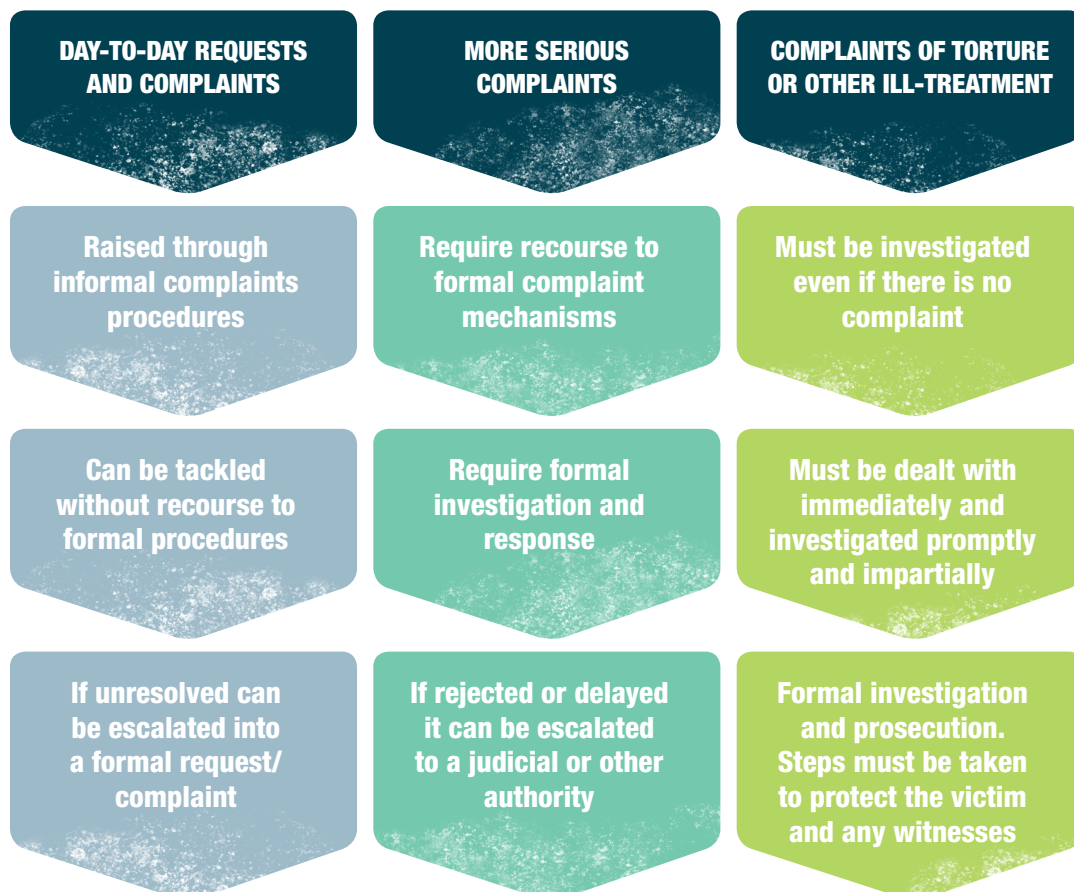 DAY-TO-DAY REQUESTS
AND COMPLAINTS
MORE SERIOUS
COMPLAINTS
COMPLAINTS OF TORTURE
OR OTHER ILL-TREATMENT
Raised through
informal complaints
procedures
Require recourse to
formal complaint
mechanisms
Must be investigated
even if there is no
complaint
Can be tackled
without recourse to
formal procedures
Require formal
investigation and
response
Must be dealt with
immediately and
investigated promptly
and impartially
If unresolved can
be escalated into
a formal request/
complaint
If rejected or delayed
it can be escalated
to a judicial or other
authority
Formal investigation
and prosecution.
Steps must be taken
to protect the victim
and any witnesses